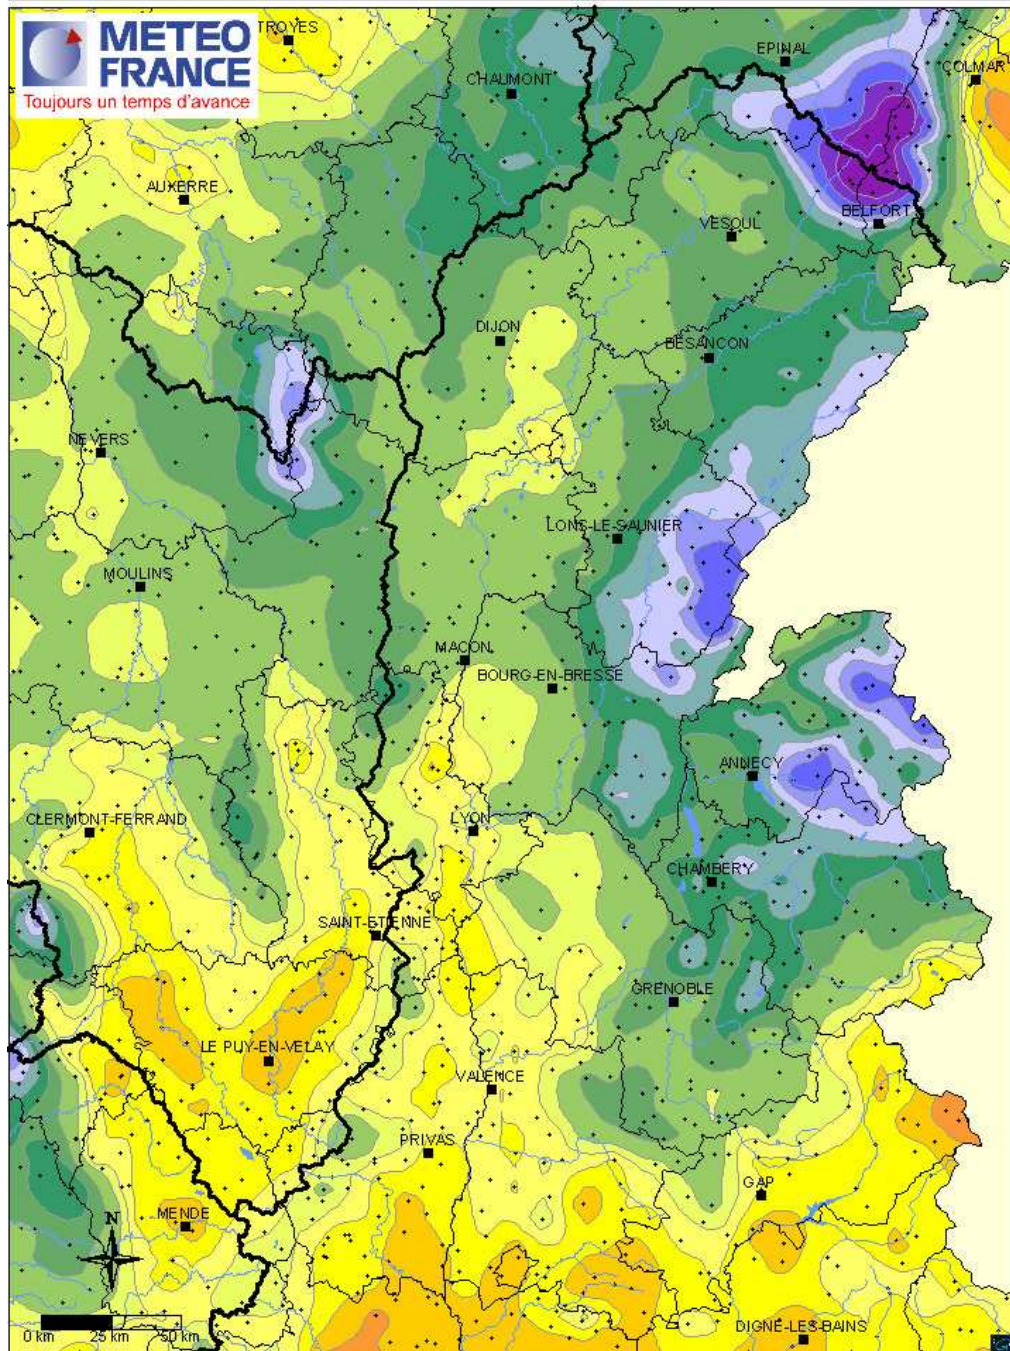 METEO
FRANCE
Toujours un temps d'avance
TROYES
EPINAL
COLMAR
CHAUMONT
AUXERRE
BELFORT
VESOUL
DIJON
BESANCON
NEVERS
LONS-LE-SAUNIER
MOULINS
MACON
BOURG-EN-BRESSE
ANNECY
CLERMONT-FERRAND
LYON
CHAMBERY
SAINT-ETIENNE
GRENOBLE
LE PUY-EN-VELAY
VALENCE
PRIVAS
GAP
MENDE
N
0 km 25 km 50 km
DIGNE-LES-BAINS